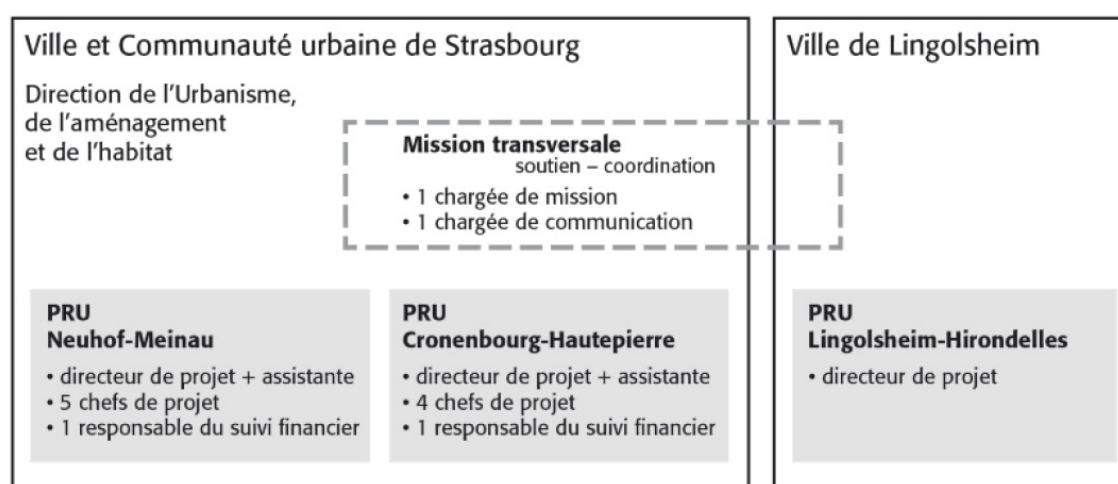 Ville et Communauté urbaine de Strasbourg
Direction de l'Urbanisme,
de l'aménagement
et de l'habitat
Mission transversale
soutien – coordination
• 1 chargée de mission
• 1 chargée de communication
PRU
Neuhof-Meinau
• directeur de projet + assistante
• 5 chefs de projet
• 1 responsable du suivi financier
PRU
Cronenbourg-Hautepierre
• directeur de projet + assistante
• 4 chefs de projet
• 1 responsable du suivi financier
Ville de Lingolsheim
PRU
Lingolsheim-Hirondelles
• directeur de projet